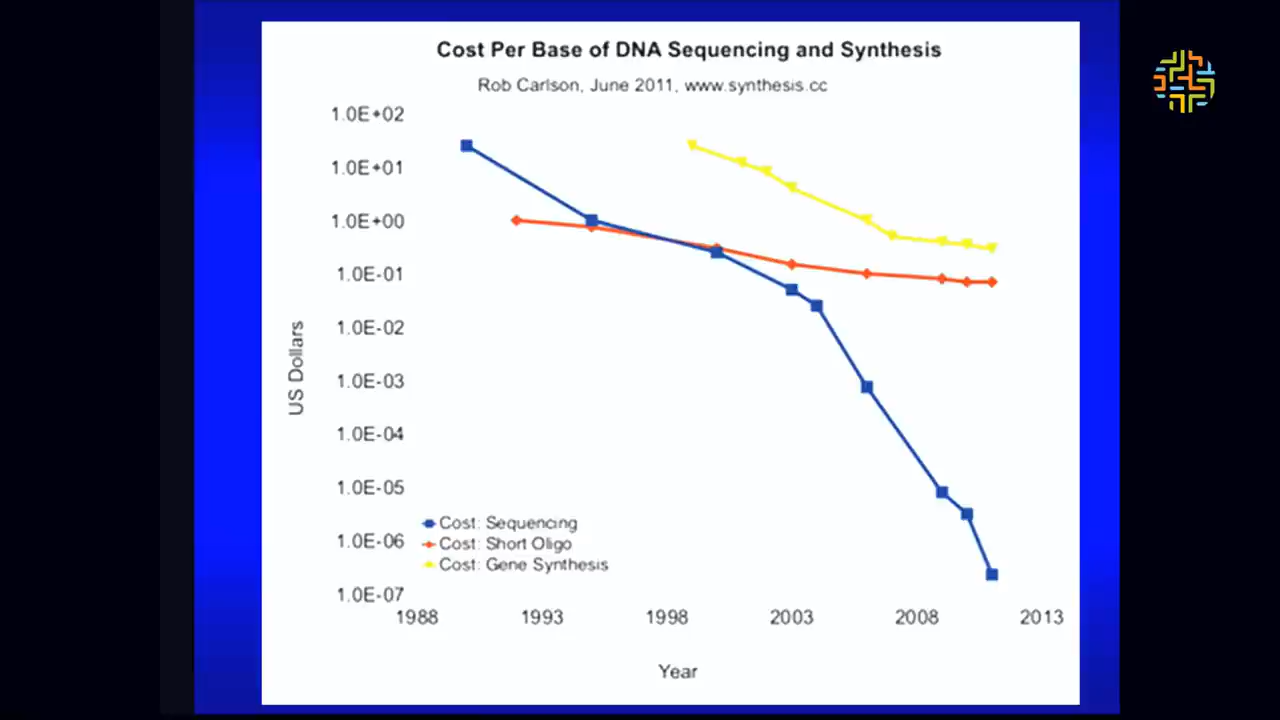 Cost Per Base of DNA Sequencing and Synthesis
Rob Carlson, June 2011, www.synthesis.cc
1.0E+02
1.0E+01
1.0E+00
1.0E-01
1.0E-02
1.0E-03
1.0E-04
1.0E-05
1.0E-06
1.0E-07
US Dollars
Cost: Sequencing
Cost: Short Oligo
Cost: Gene Synthesis
1988 1993 1998 2003 2008 2013
Year